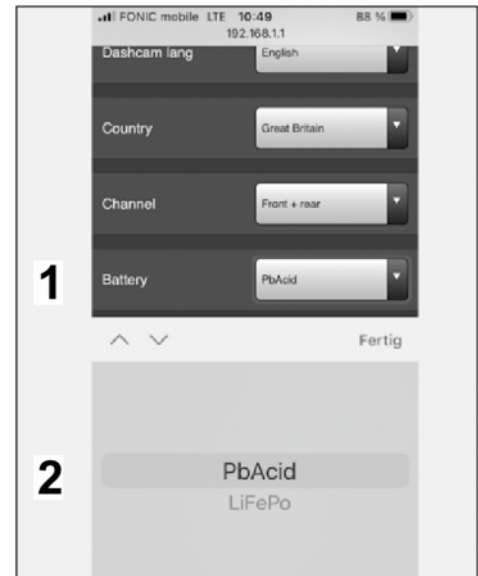 FONIC mobile LTE 10:49 88 %
192.168.1.1
Dashcam lang English
Country Great Britain
Channel Front + rear
1 Battery PbAcid
Fertig
2 PbAcid
LiFePo